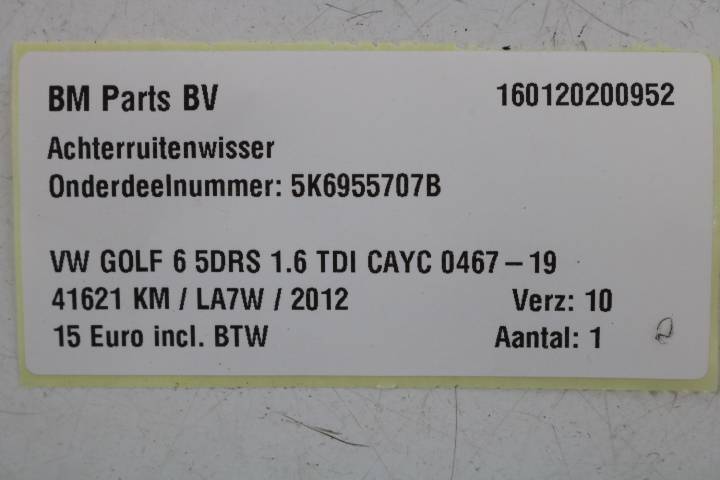 BM Parts BV 160120200952
Achterruitenwisser
Onderdeelnummer: 5K6955707B
VW GOLF 6 5DRS 1.6 TDI CAYC 0467 – 19
41621 KM / LA7W / 2012 Verz: 10
15 Euro incl. BTW Aantal: 1